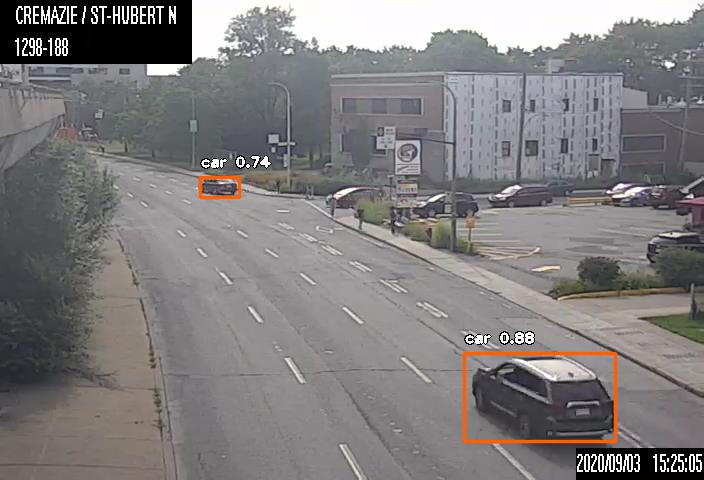 CREMAZIE / ST-HUBERT N
1298-188
car 0.74
car 0.88
2020/09/03 15:25:05